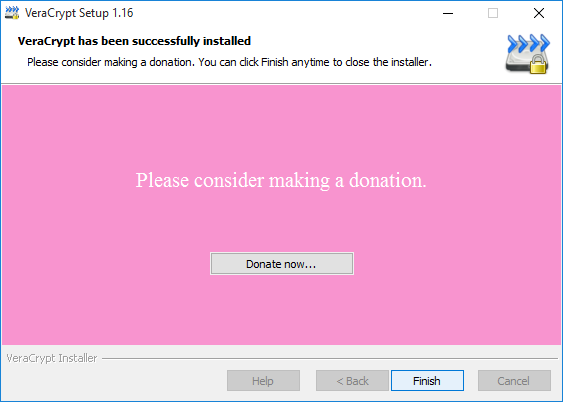 VeraCrypt Setup 1.16
VeraCrypt has been successfully installed
Please consider making a donation. You can click Finish anytime to close the installer.
Please consider making a donation.
Donate now...
VeraCrypt Installer
Help
< Back
Finish
Cancel